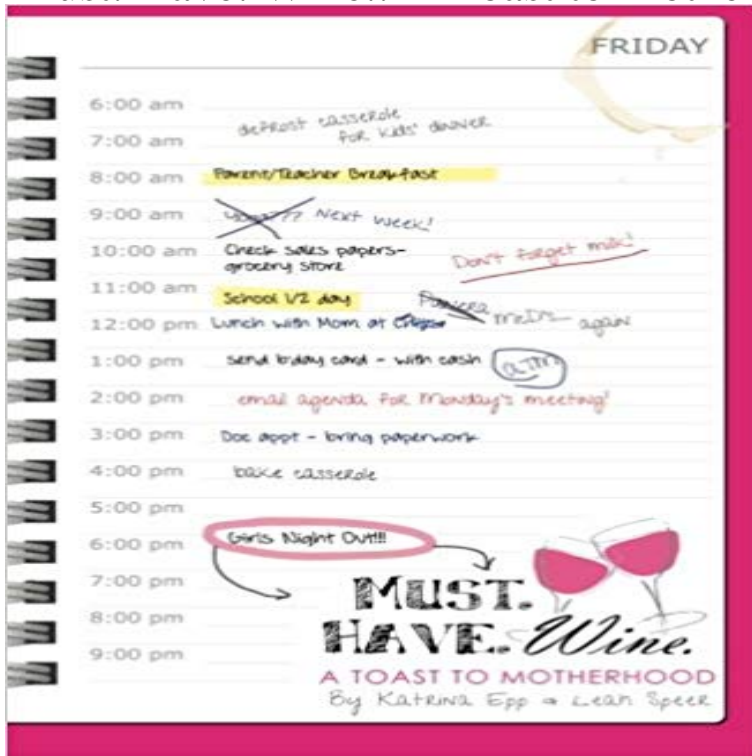 FRIDAY
6:00 am
defrost casserole
for kids' dinner
7:00 am
8:00 am Parent/Teacher Breakfast
9:00 am Yoga??? Next week!
10:00 am Check sales papers-
grocery store
Don't forget milk!
11:00 am
School 1/2 day
Panera
12:00 pm Lunch with Mom at McD's again
1:00 pm send b'day card - with cash ATM
2:00 pm email agenda for Monday's meeting!
3:00 pm Doc appt - bring paperwork
4:00 pm bake casserole
5:00 pm
6:00 pm Girls Night Out!!!
7:00 pm
8:00 pm
9:00 pm
MUST.
HAVE. Wine.
A TOAST TO MOTHERHOOD
By Katrina Epp & Leah Speer